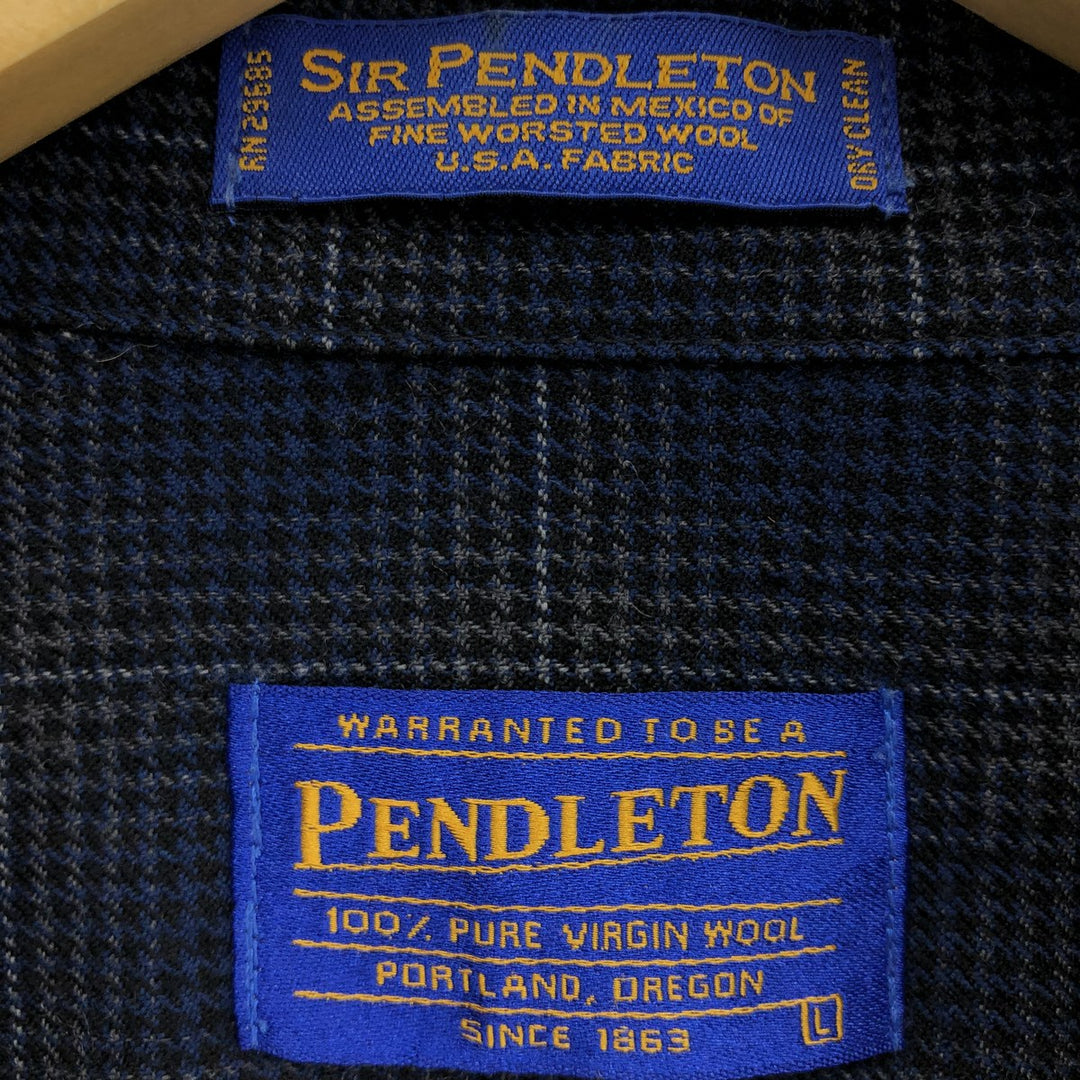 SIR PENDLETON
ASSEMBLED IN MEXICO OF
FINE WORSTED WOOL
U.S.A. FABRIC
RN 29685
DRY CLEAN
WARRANTED TO BE A
PENDLETON
100% PURE VIRGIN WOOL
PORTLAND, OREGON
SINCE 1863
L